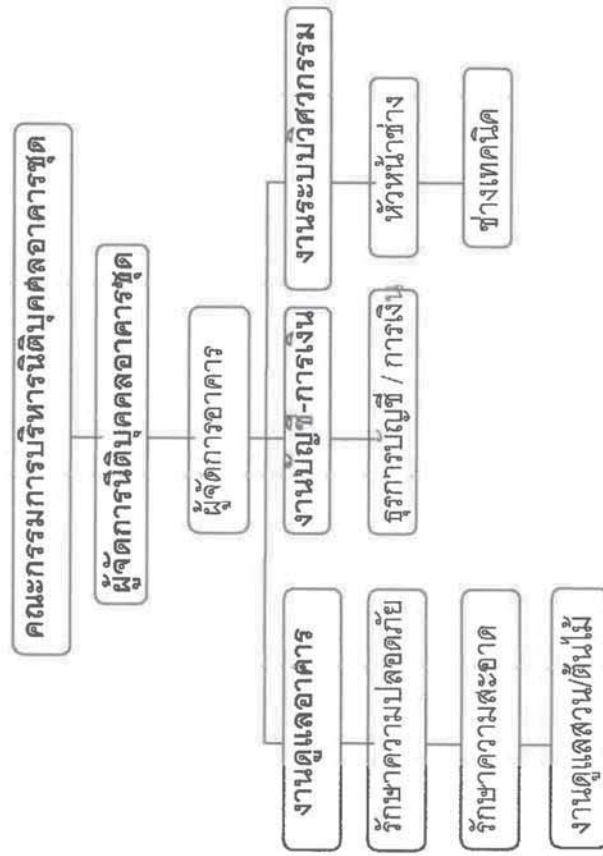 คณะกรรมการบริหารนิติบุคคลอาคารชุด
ผู้จัดการนิติบุคคลอาคารชุด
ผู้จัดการอาคาร
งานดูแลอาคาร
รักษาความปลอดภัย
รักษาความสะอาด
งานดูแลสวน/ต้นไม้
งานบัญชี-การเงิน
ธุรการบัญชี / การเงิน
งานระบบวิศวกรรม
หัวหน้าช่าง
ช่างเทคนิค